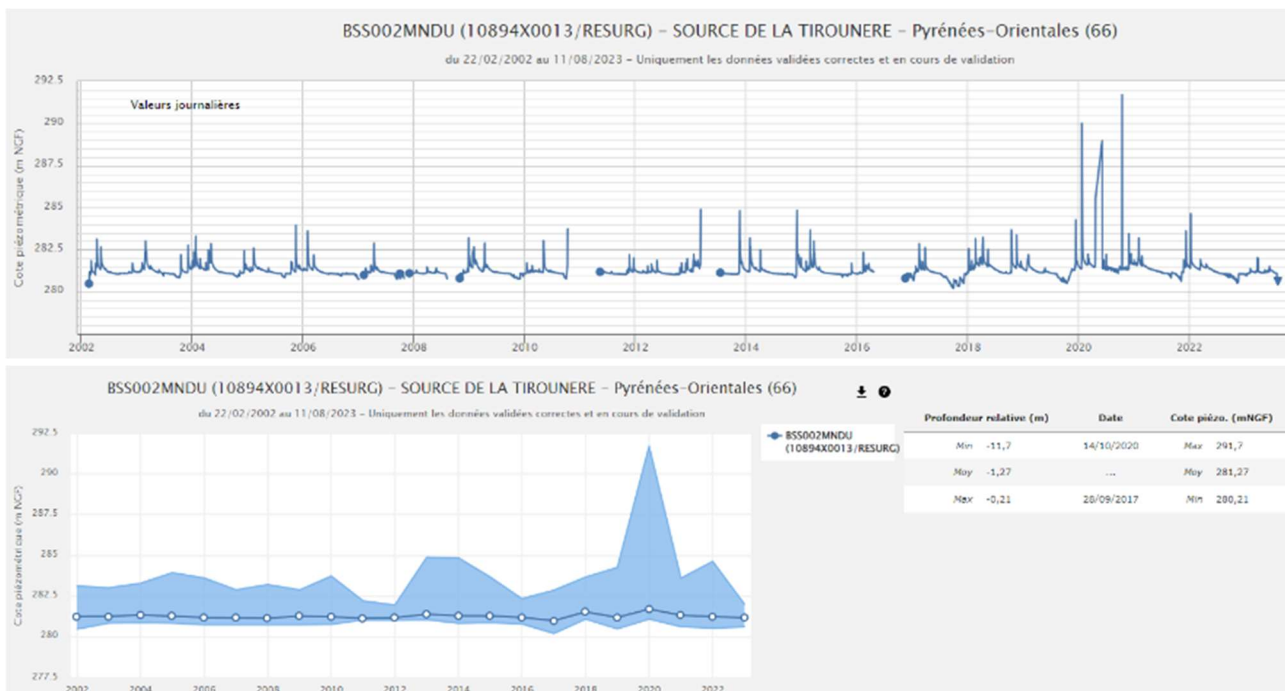 BSS002MNDU (10894X0013/RESURG) – SOURCE DE LA TIROUNERE – Pyrénées-Orientales (66)
du 22/02/2002 au 11/08/2023 – Uniquement les données validées correctes et en cours de validation
Valeurs journalières
Cote piézométrique (m NGF)
292.5
290
287.5
285
282.5
280
2002 2004 2006 2008 2010 2012 2014 2016 2018 2020 2022
BSS002MNDU (10894X0013/RESURG) – SOURCE DE LA TIROUNERE – Pyrénées-Orientales (66)
du 22/02/2002 au 11/08/2023 – Uniquement les données validées correctes et en cours de validation
Cote piézométrique (m NGF)
292.5
290
287.5
285
282.5
280
277.5
2002 2004 2006 2008 2010 2012 2014 2016 2018 2020 2022
BSS002MNDU
(10894X0013/RESURG)
Profondeur relative (m) Date Cote piézo. (mNGF)
Min -11,7 14/10/2020 Max 291,7
Moy -1,27 ... Moy 281,27
Max -0,21 28/09/2017 Min 280,21